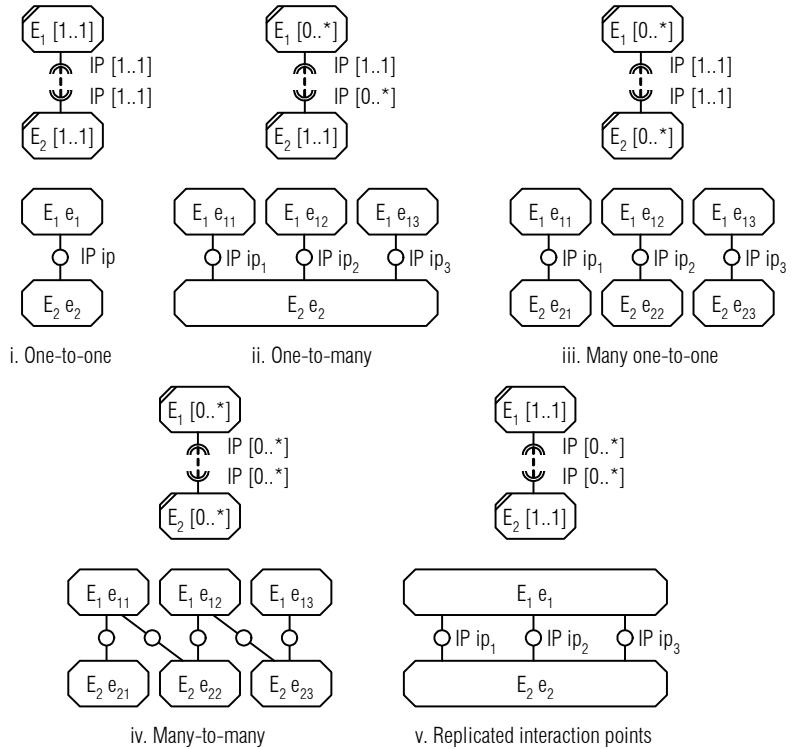 E₁ [1..1]
IP [1..1]
IP [1..1]
E₂ [1..1]
E₁ e₁
IP ip
E₂ e₂
i. One-to-one
E₁ [0..*]
IP [1..1]
IP [0..*]
E₂ [1..1]
E₁ e₁₁ E₁ e₁₂ E₁ e₁₃
IP ip₁ IP ip₂ IP ip₃
E₂ e₂
ii. One-to-many
E₁ [0..*]
IP [1..1]
IP [1..1]
E₂ [0..*]
E₁ e₁₁ E₁ e₁₂ E₁ e₁₃
IP ip₁ IP ip₂ IP ip₃
E₂ e₂₁ E₂ e₂₂ E₂ e₂₃
iii. Many one-to-one
E₁ [0..*]
IP [0..*]
IP [0..*]
E₂ [0..*]
E₁ e₁₁ E₁ e₁₂ E₁ e₁₃
E₂ e₂₁ E₂ e₂₂ E₂ e₂₃
iv. Many-to-many
E₁ [1..1]
IP [0..*]
IP [0..*]
E₂ [1..1]
E₁ e₁
IP ip₁ IP ip₂ IP ip₃
E₂ e₂
v. Replicated interaction points